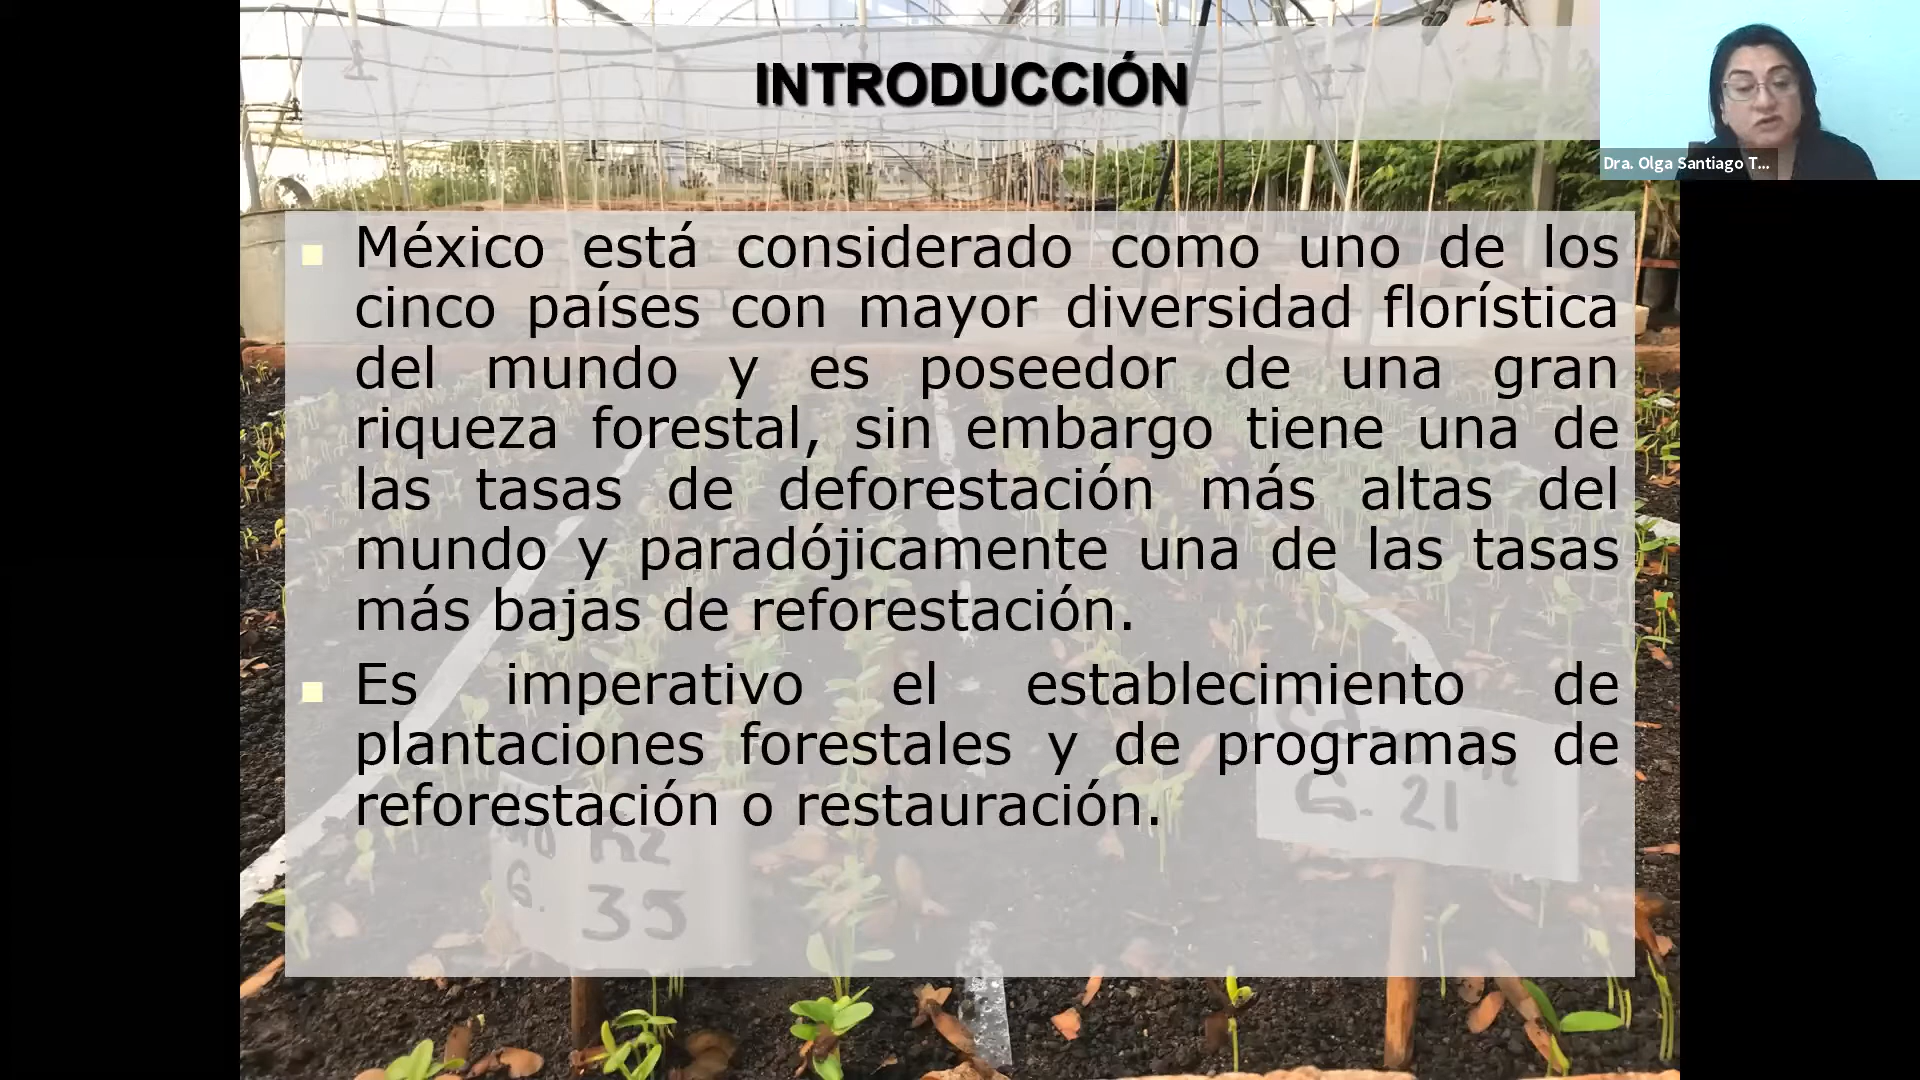 INTRODUCCIÓN
Dra. Olga Santiago T...
México está considerado como uno de los
cinco países con mayor diversidad florística
del mundo y es poseedor de una gran
riqueza forestal, sin embargo tiene una de
las tasas de deforestación más altas del
mundo y paradójicamente una de las tasas
más bajas de reforestación.
Es imperativo el establecimiento de
plantaciones forestales y de programas de
reforestación o restauración.
G. 21
R2
G. 35